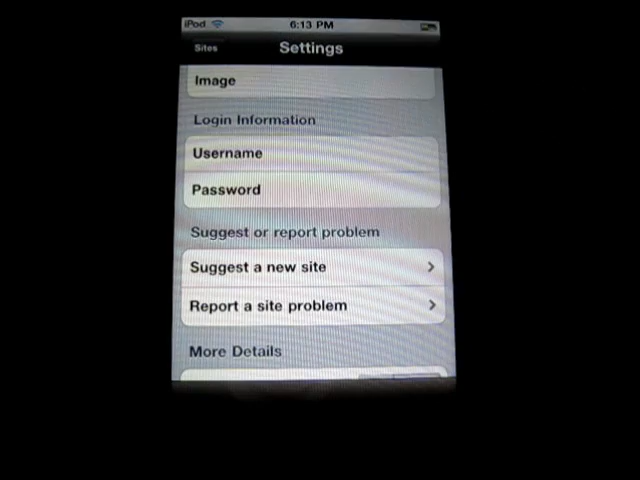 iPod 6:13 PM
Sites Settings
Image
Login Information
Username
Password
Suggest or report problem
Suggest a new site
Report a site problem
More Details